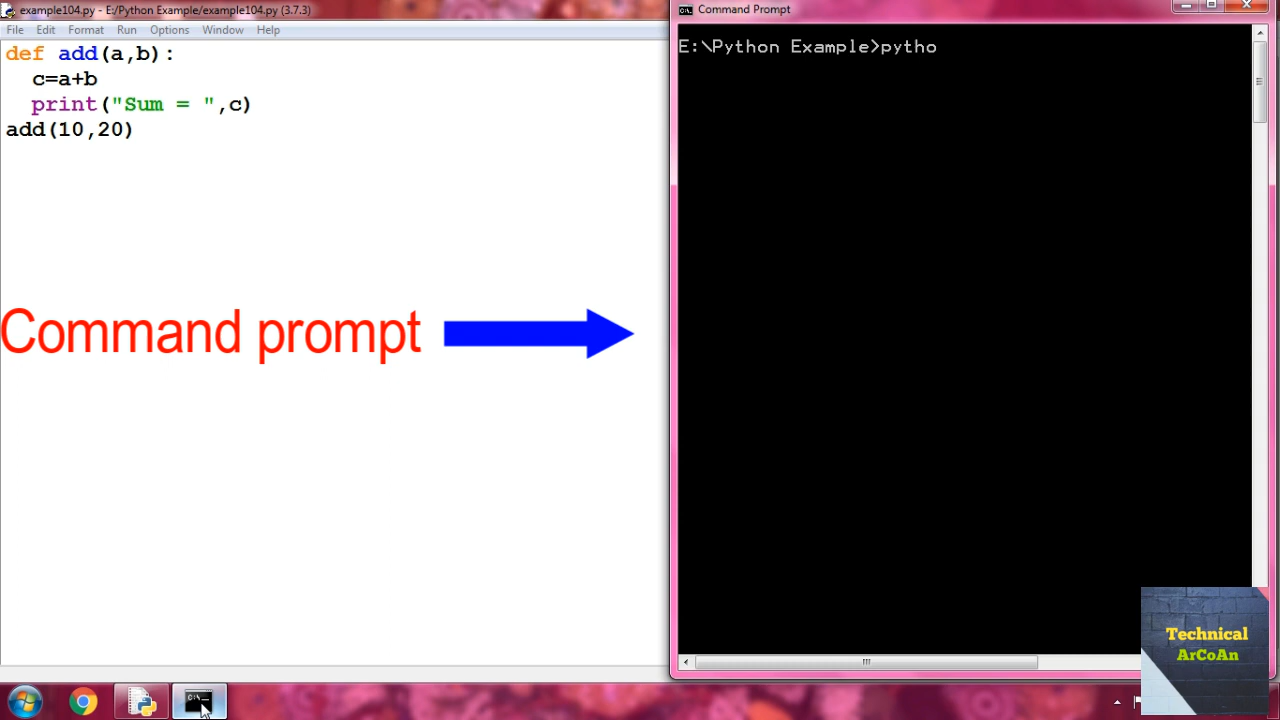 example104.py - E:/Python Example/example104.py (3.7.3)
File Edit Format Run Options Window Help
def add(a,b):
  c=a+b
  print("Sum = ",c)
add(10,20)
Command prompt
Command Prompt
E:\Python Example>pytho
Technical
ArCoAn